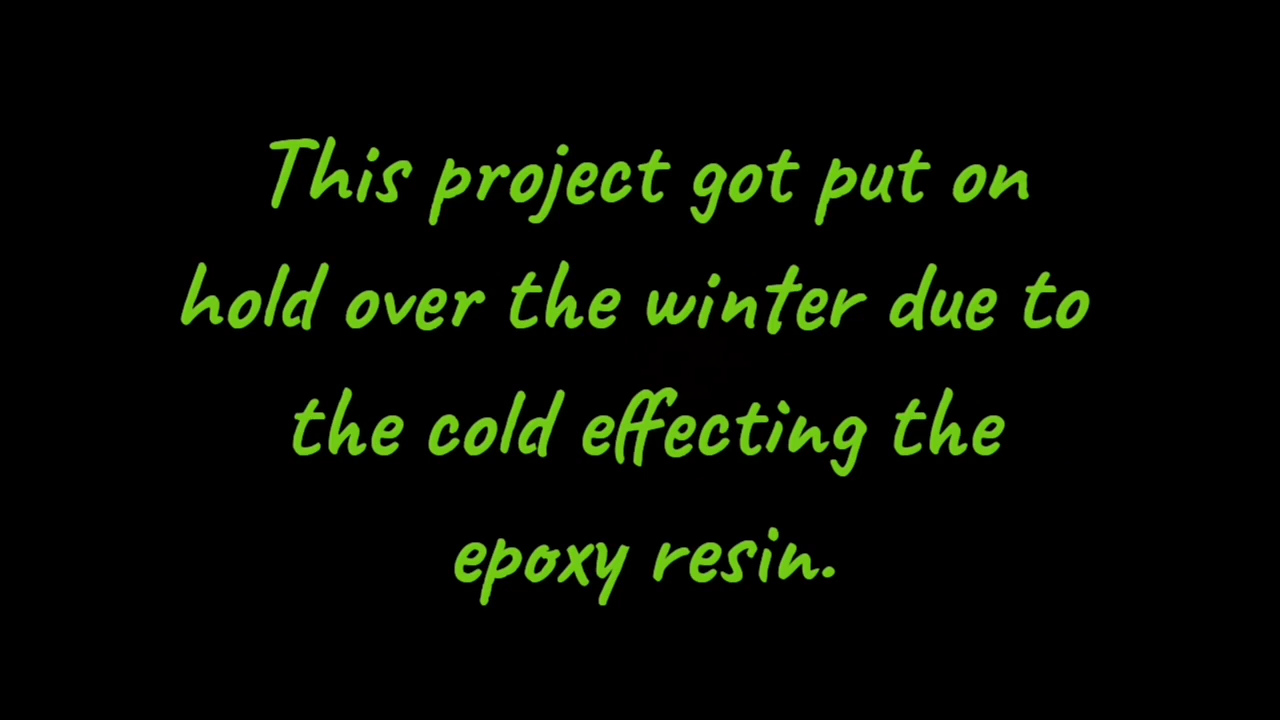 This project got put on
hold over the winter due to
the cold effecting the
epoxy resin.